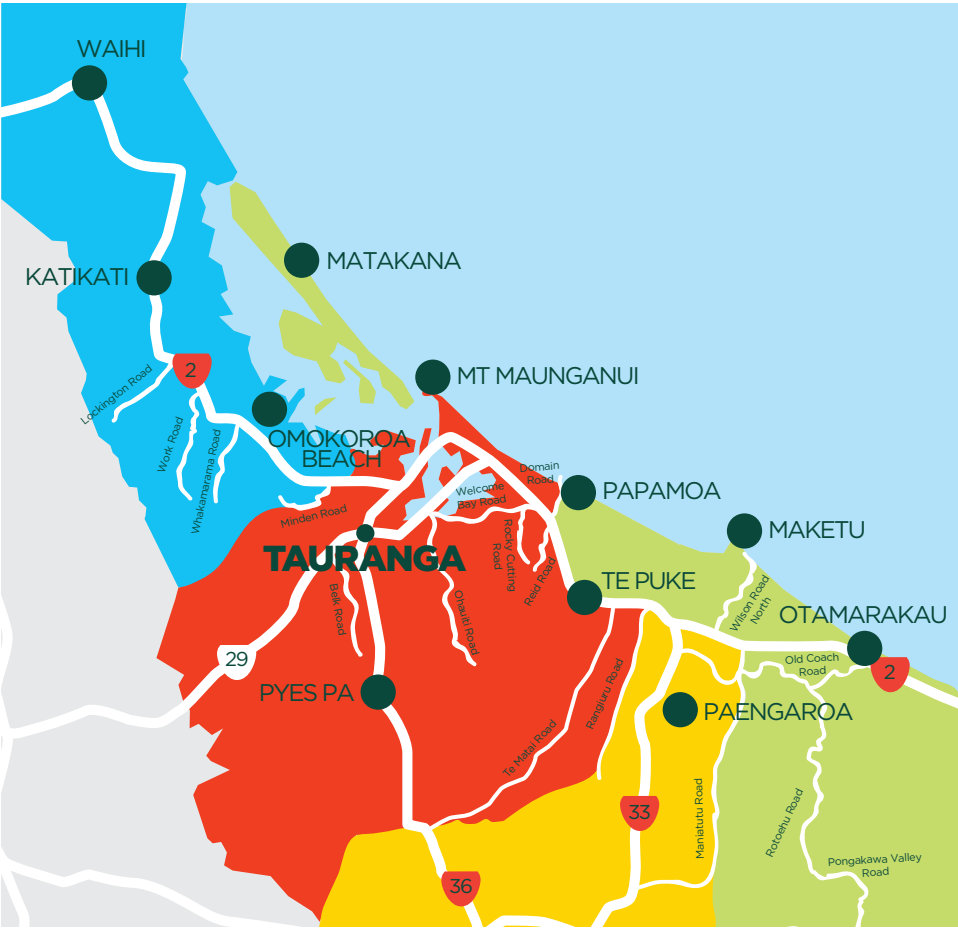 WAIHI
MATAKANA
KATIKATI
2
Lockington Road
MT MAUNGANUI
OMOKOROA
BEACH
Work Road
Whakamarama Road
Minden Road
Domain
Road
Welcome
Bay Road
PAPAMOA
MAKETU
Rocky Cutting
Road
Reid Road
TAURANGA
TE PUKE
Wilson Road
North
OTAMARAKAU
Belk Road
Ohauiti Road
29
Old Coach
Road
2
PYES PA
Rangiuru Road
PAENGAROA
Te Matai Road
33
Maniatutu Road
Rotoehu Road
Pongakawa Valley
Road
36